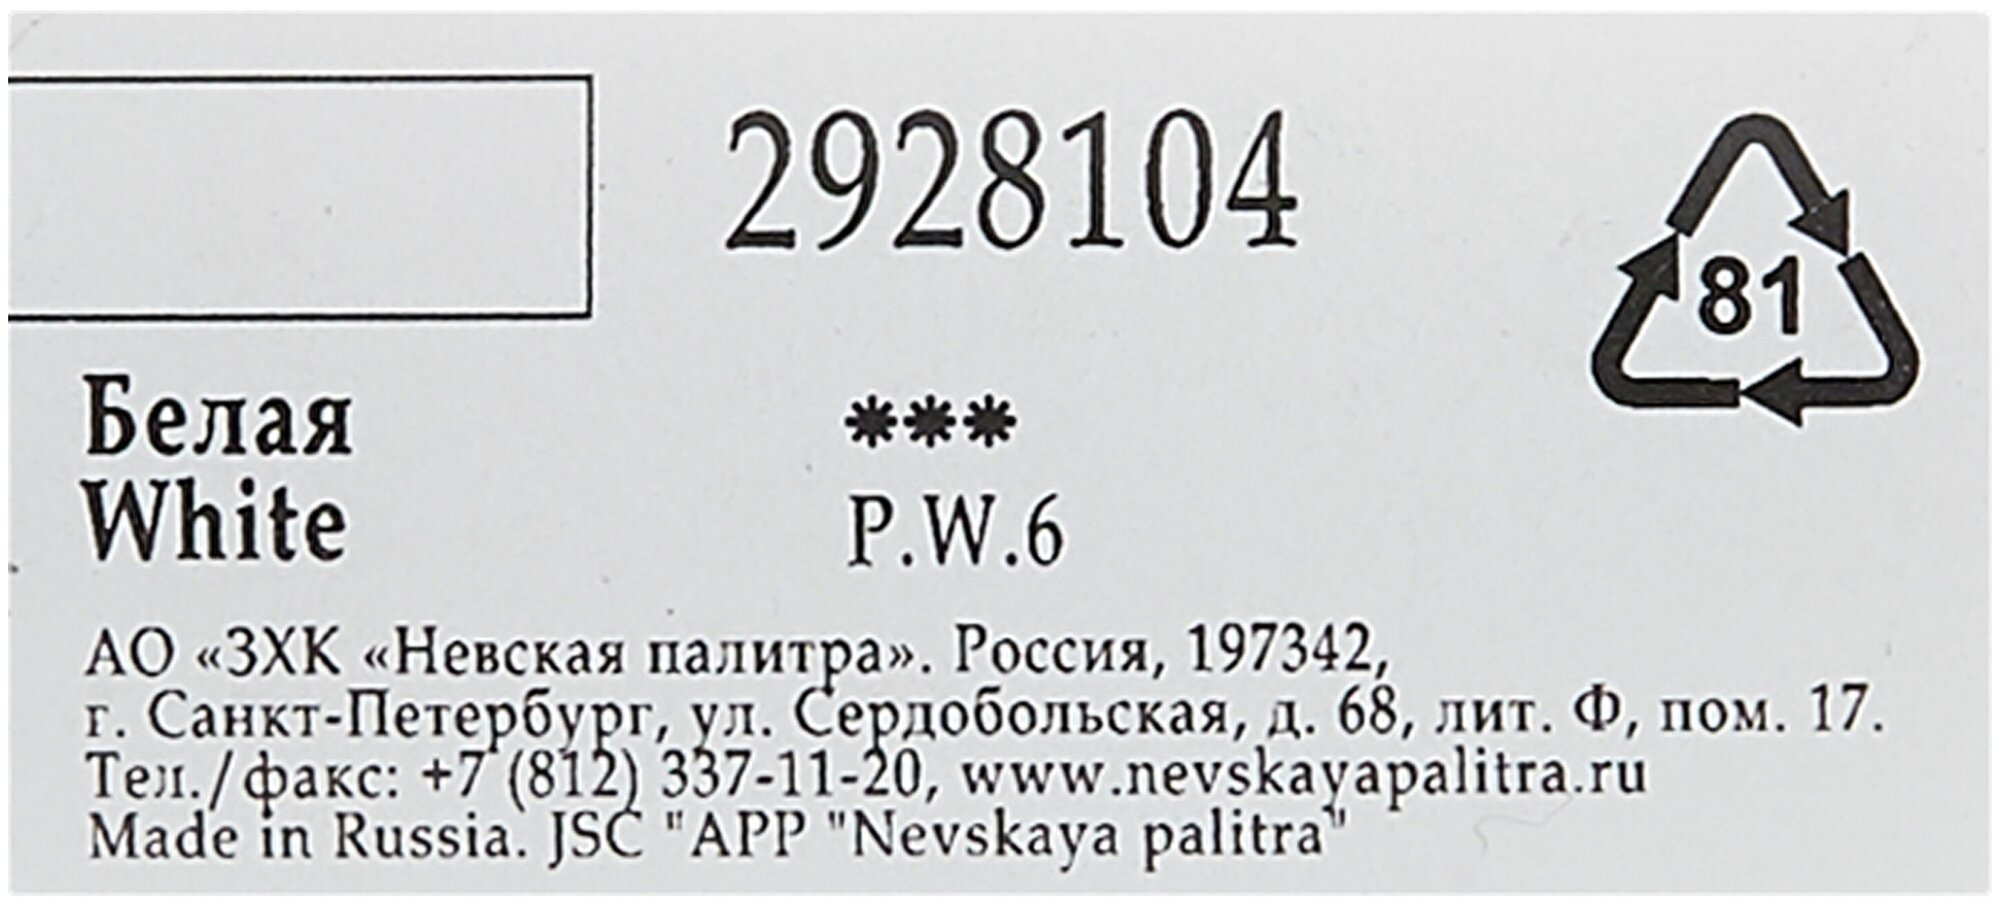 2928104
81
Белая
***
White
P.W.6
АО «ЗХК «Невская палитра». Россия, 197342,
г. Санкт-Петербург, ул. Сердобольская, д. 68, лит. Ф, пом. 17.
Тел./факс: +7 (812) 337-11-20, www.nevskayapalitra.ru
Made in Russia. JSC "APP "Nevskaya palitra"